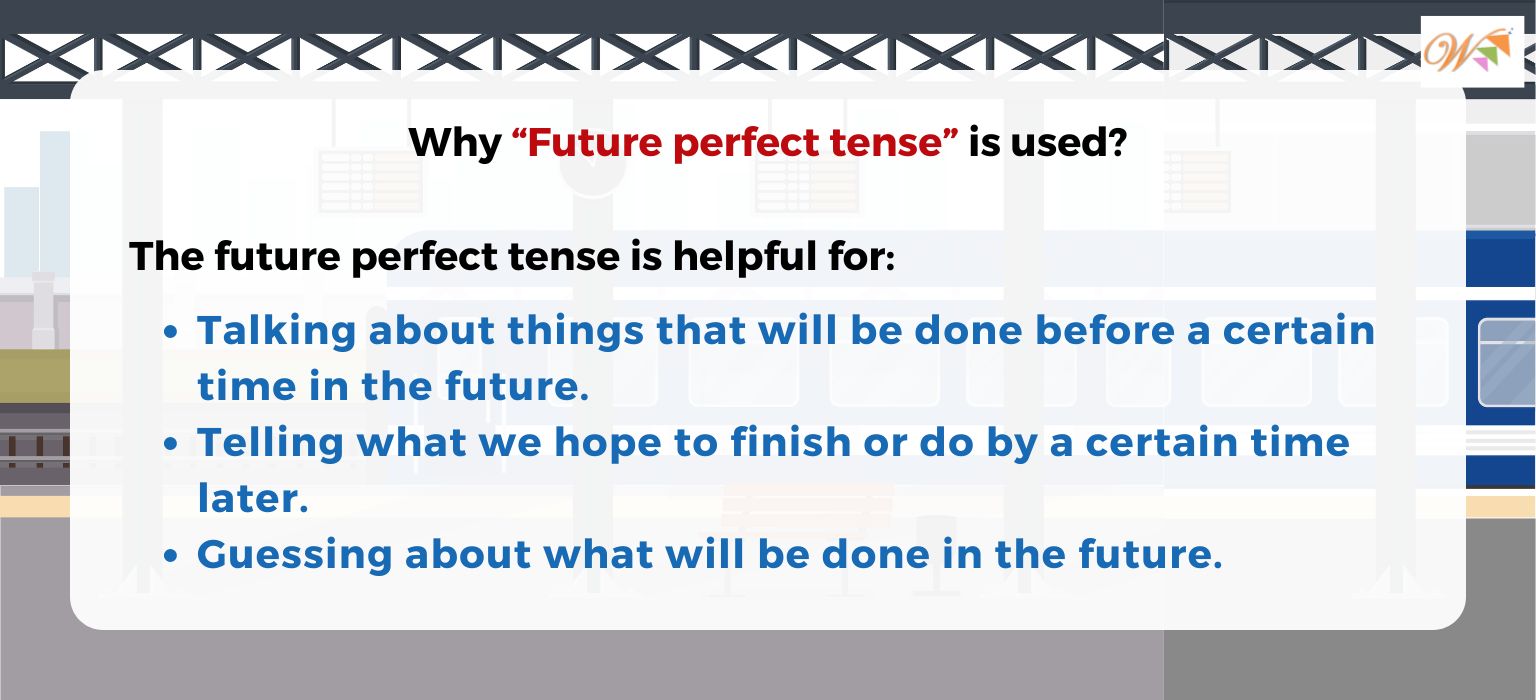 Why “Future perfect tense” is used?
The future perfect tense is helpful for:
• Talking about things that will be done before a certain
time in the future.
• Telling what we hope to finish or do by a certain time
later.
• Guessing about what will be done in the future.
W